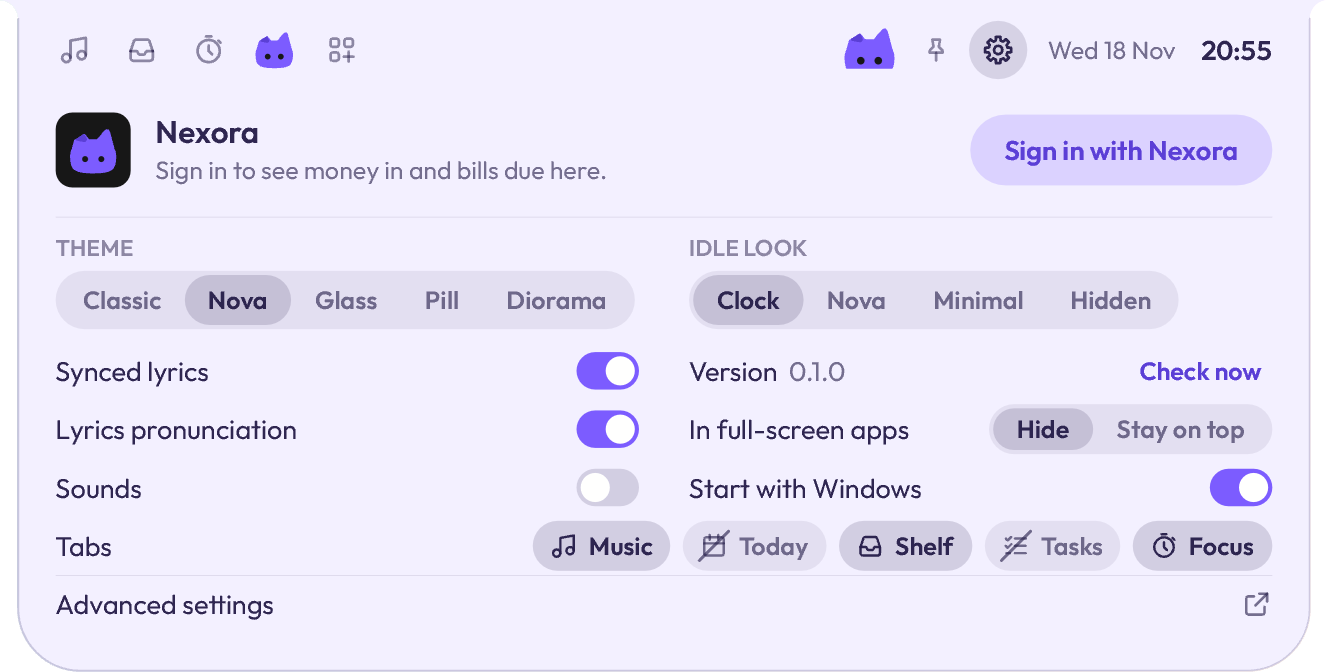 Wed 18 Nov 20:55
Nexora
Sign in to see money in and bills due here.
Sign in with Nexora
THEME
Classic Nova Glass Pill Diorama
IDLE LOOK
Clock Nova Minimal Hidden
Synced lyrics
Version 0.1.0 Check now
Lyrics pronunciation
In full-screen apps Hide Stay on top
Sounds
Start with Windows
Tabs Music Today Shelf Tasks Focus
Advanced settings